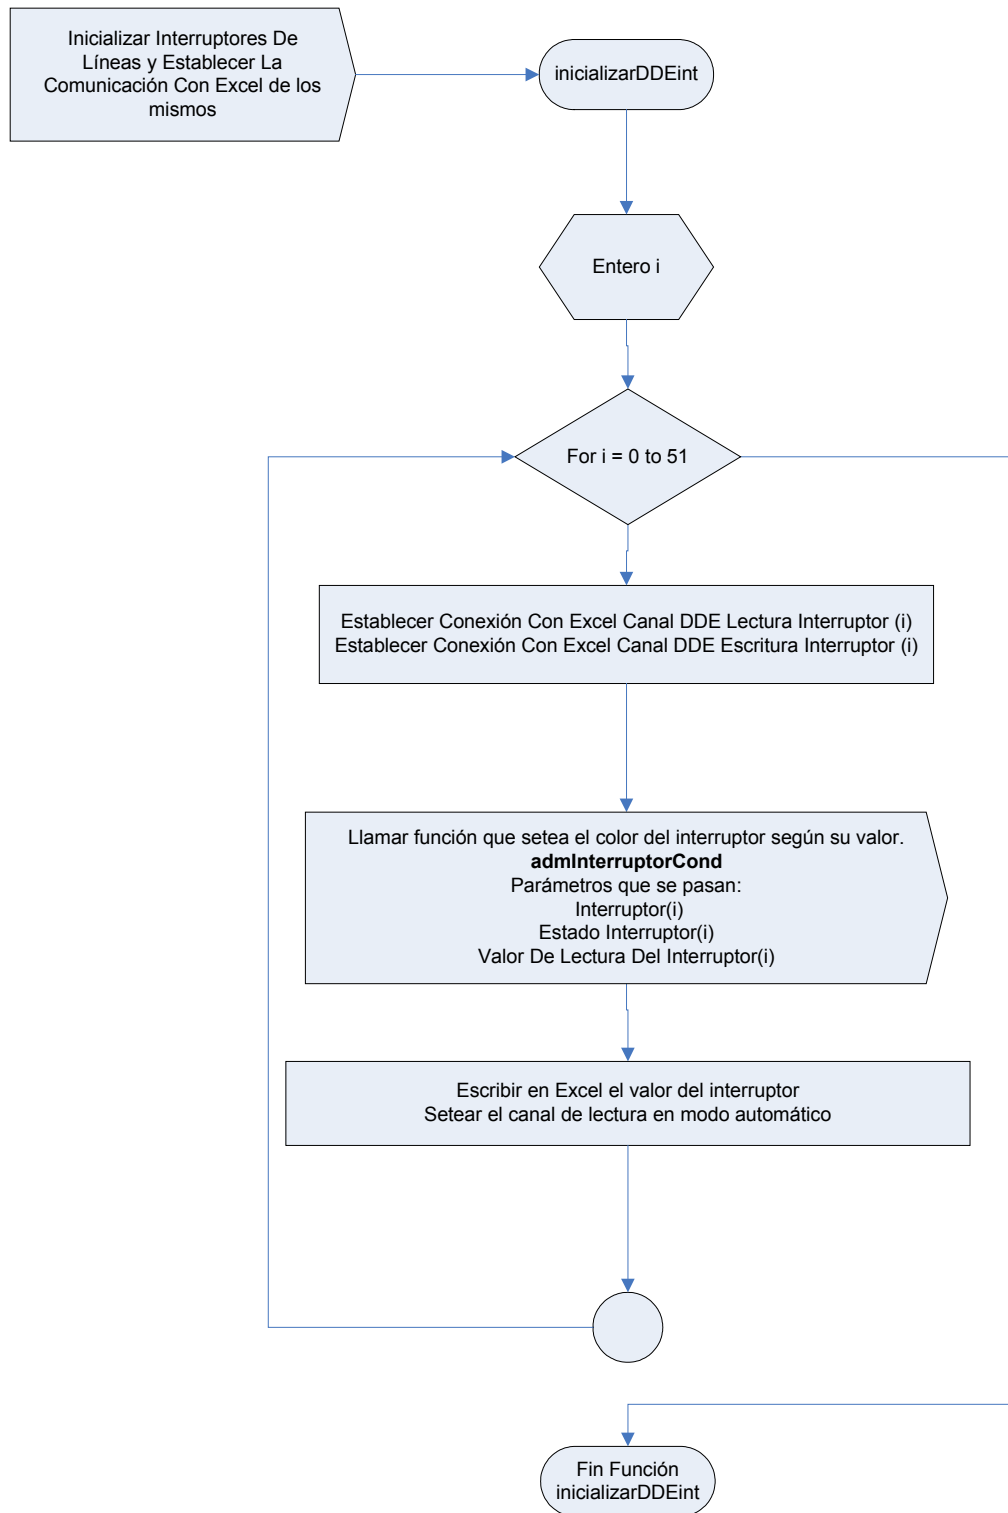 Inicializar Interruptores De
Líneas y Establecer La
Comunicación Con Excel de los
mismos
inicializarDDEint
Entero i
For i = 0 to 51
Establecer Conexión Con Excel Canal DDE Lectura Interruptor (i)
Establecer Conexión Con Excel Canal DDE Escritura Interruptor (i)
Llamar función que setea el color del interruptor según su valor.
admInterruptorCond
Parámetros que se pasan:
Interruptor(i)
Estado Interruptor(i)
Valor De Lectura Del Interruptor(i)
Escribir en Excel el valor del interruptor
Setear el canal de lectura en modo automático
Fin Función
inicializarDDEint